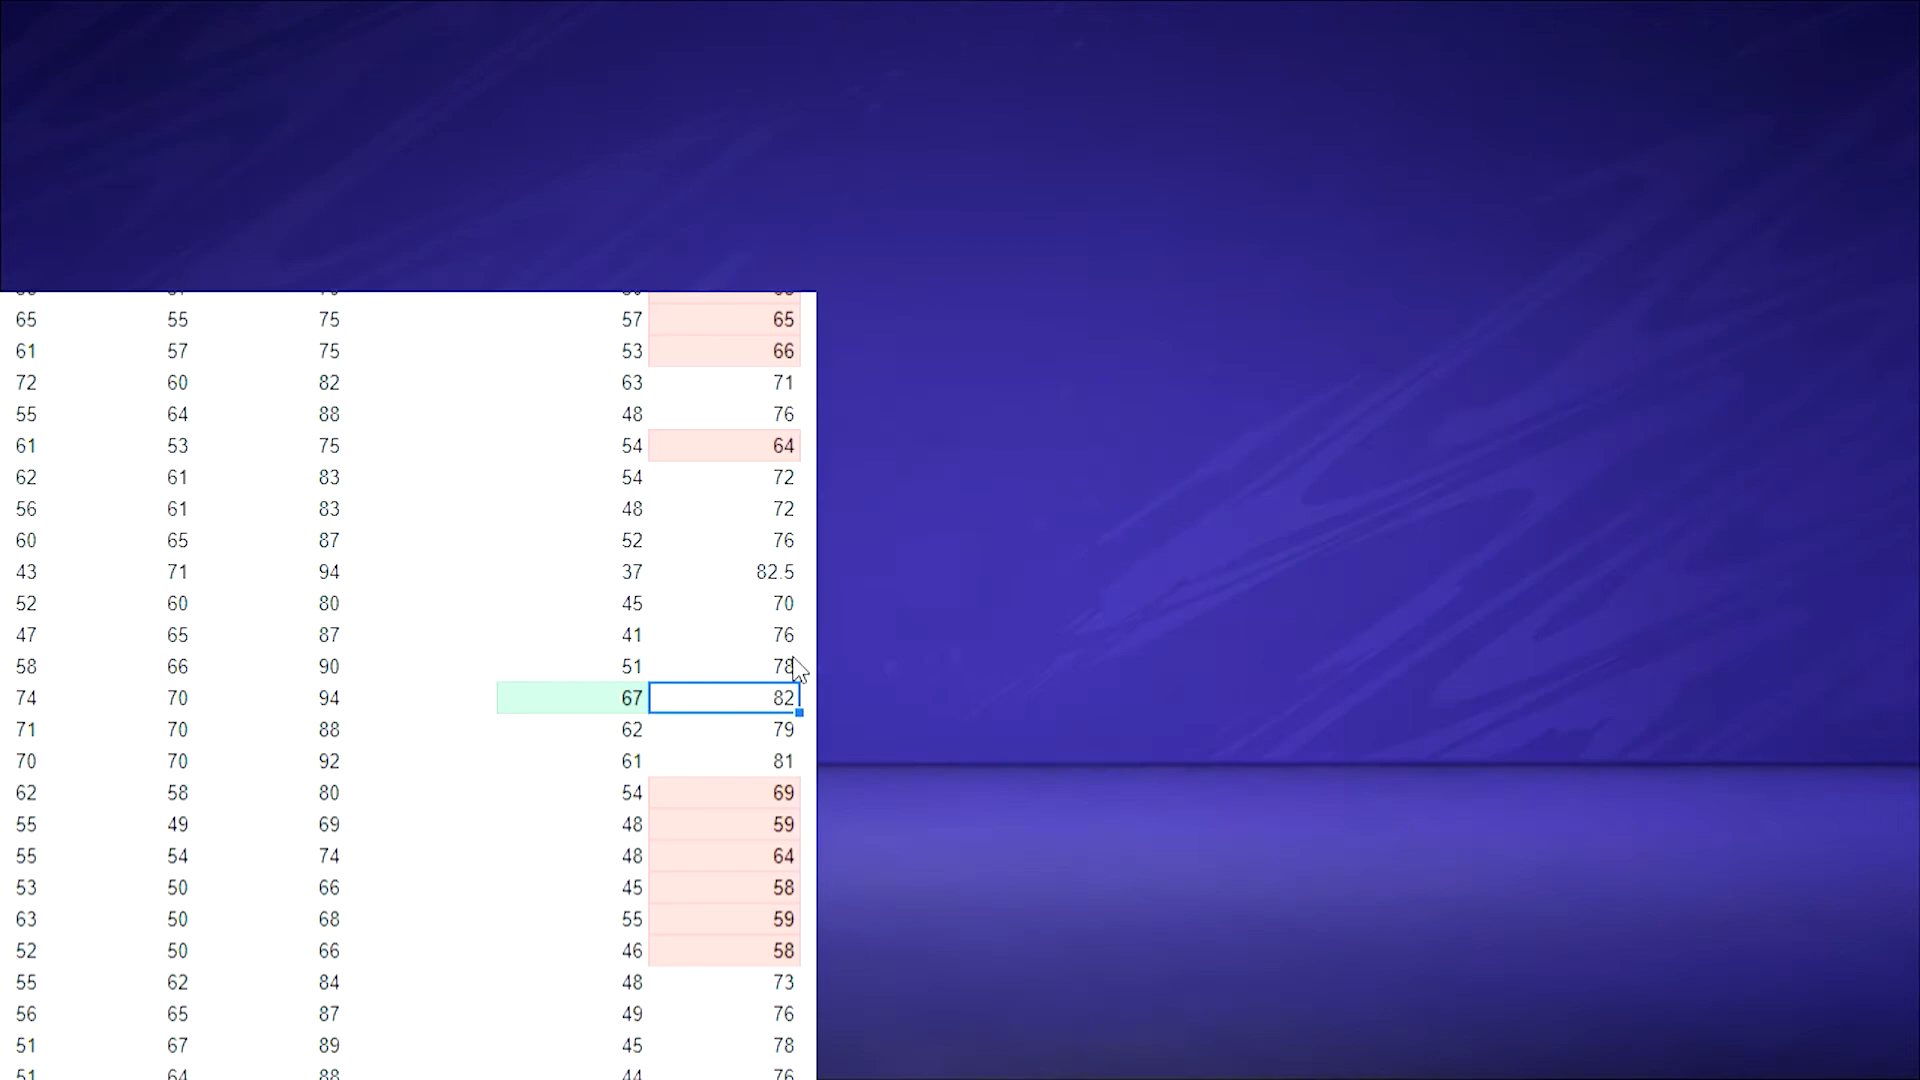 65 55 75 57 65
61 57 75 53 66
72 60 82 63 71
55 64 88 48 76
61 53 75 54 64
62 61 83 54 72
56 61 83 48 72
60 65 87 52 76
43 71 94 37 82.5
52 60 80 45 70
47 65 87 41 76
58 66 90 51 78
74 70 94 67 82
71 70 88 62 79
70 70 92 61 81
62 58 80 54 69
55 49 69 48 59
55 54 74 48 64
53 50 66 45 58
63 50 68 55 59
52 50 66 46 58
55 62 84 48 73
56 65 87 49 76
51 67 89 45 78
51 64 88 44 76